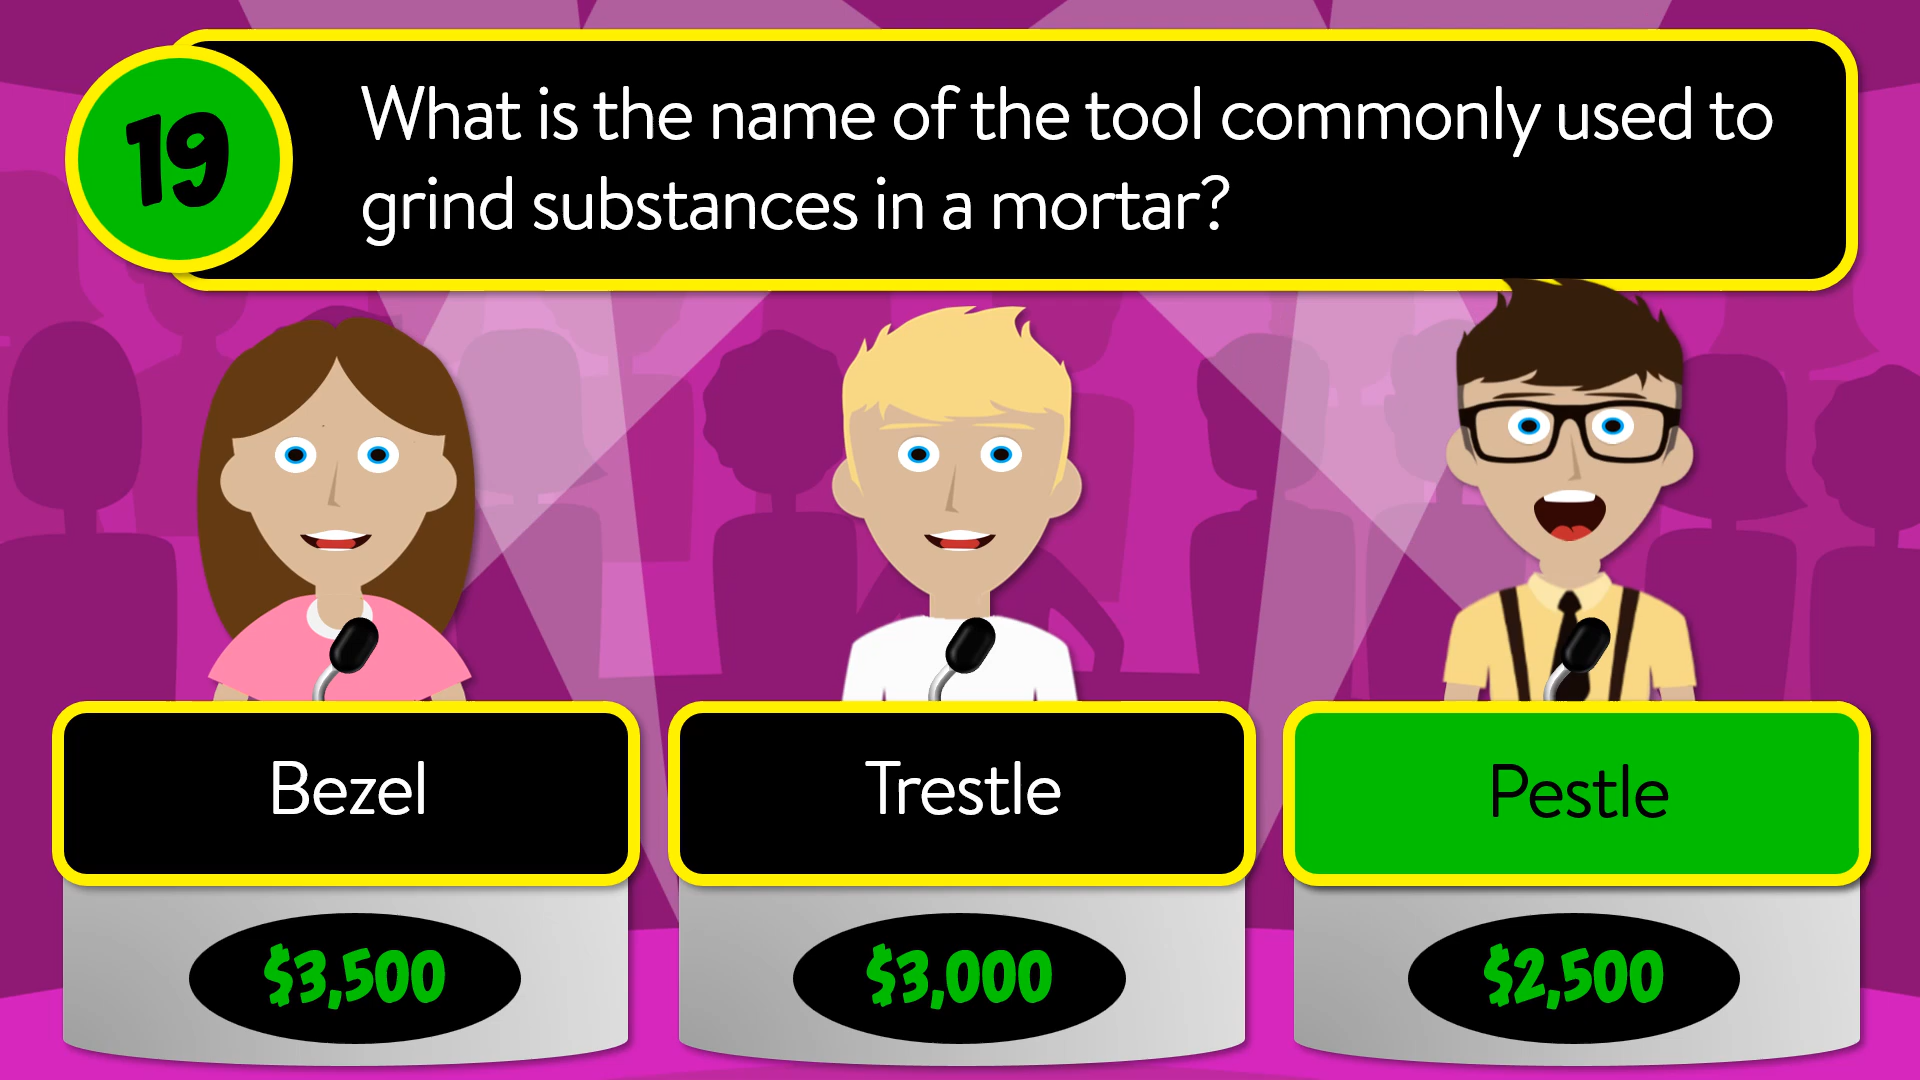 19
What is the name of the tool commonly used to
grind substances in a mortar?
Bezel
Trestle
Pestle
$3,500
$3,000
$2,500